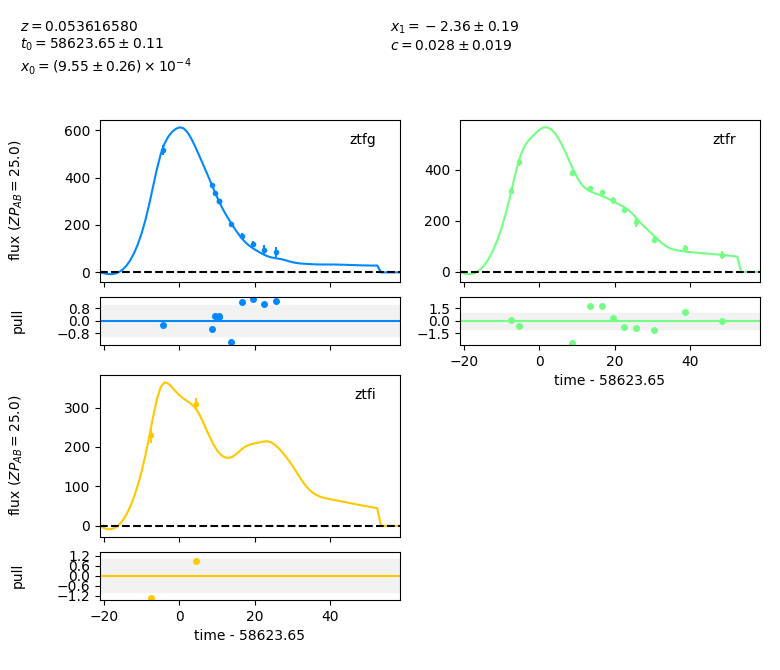 z = 0.053616580
t₀ = 58623.65 ± 0.11
x₀ = (9.55 ± 0.26) × 10⁻⁴
x₁ = −2.36 ± 0.19
c = 0.028 ± 0.019
ztfg
flux (ZP_AB = 25.0)
600
400
200
0
pull
0.8
0.0
−0.8
ztfr
400
200
0
1.5
0.0
−1.5
−20 0 20 40
time - 58623.65
ztfi
flux (ZP_AB = 25.0)
300
200
100
0
pull
1.2
0.6
0.0
−0.6
−1.2
−20 0 20 40
time - 58623.65